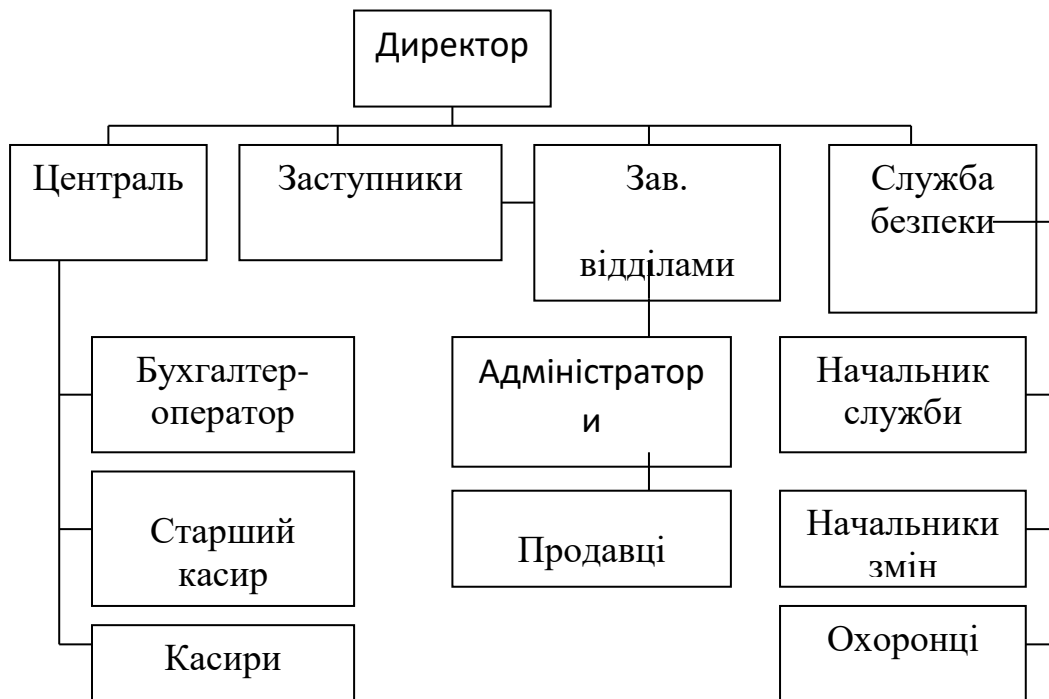 Директор
Централь
Заступники
Зав.
відділами
Служба
безпеки
Бухгалтер-
оператор
Адміністратор
и
Начальник
служби
Старший
касир
Продавці
Начальники
змін
Касири
Охоронці